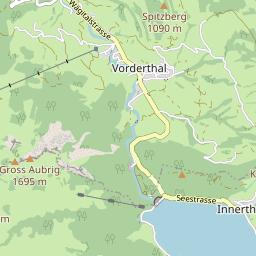 Spitzberg
1090 m
Wägitalstrasse
Vorderthal
Gross Aubrig
1695 m
Seestrasse
Innerth
K
m